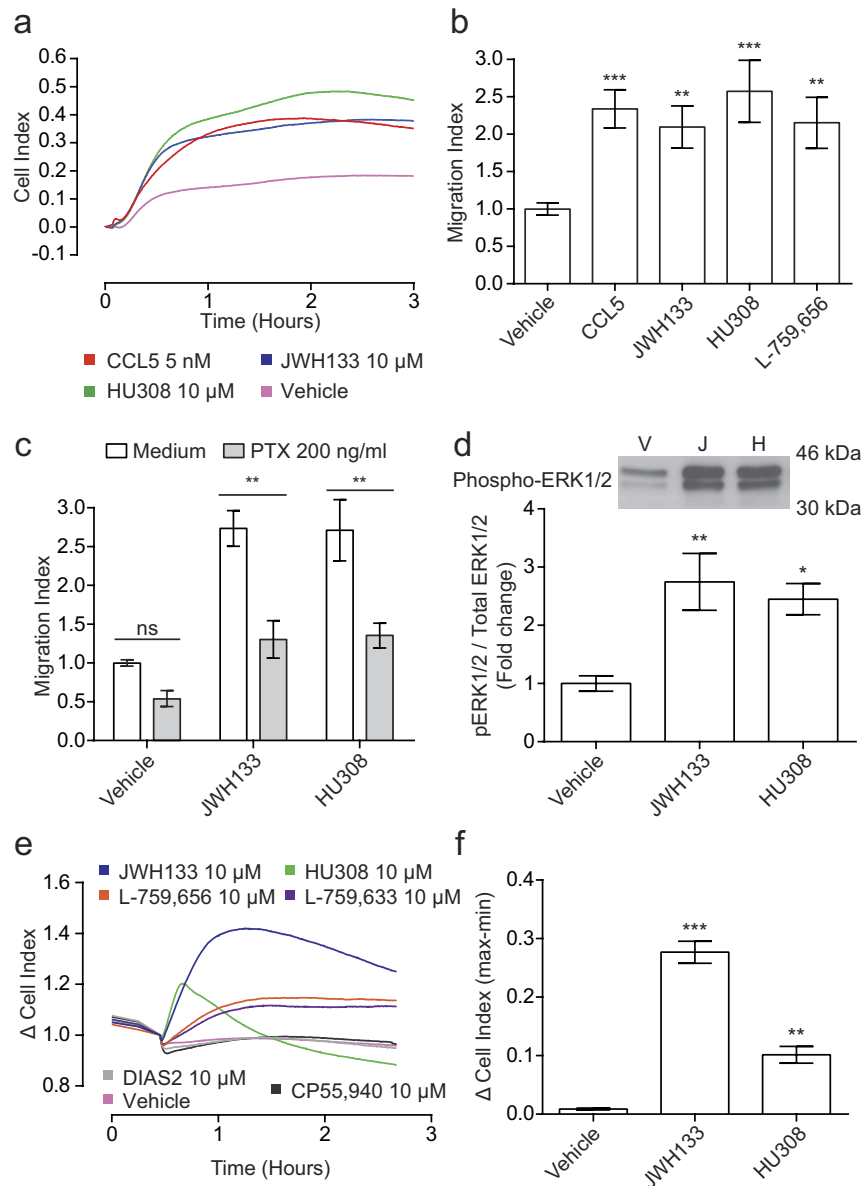 a
Cell Index
0.6
0.5
0.4
0.3
0.2
0.1
0.0
-0.1
0 1 2 3
Time (Hours)
CCL5 5 nM JWH133 10 µM
HU308 10 µM Vehicle
b
Migration Index
3.0
2.5
2.0
1.5
1.0
0.5
0.0
*** ** *** **
Vehicle CCL5 JWH133 HU308 L-759,656
c
Medium PTX 200 ng/ml
Migration Index
3.0
2.5
2.0
1.5
1.0
0.5
0.0
ns ** **
Vehicle JWH133 HU308
d
V J H
Phospho-ERK1/2
46 kDa
30 kDa
pERK1/2 / Total ERK1/2
(Fold change)
4
3
2
1
0
** *
Vehicle JWH133 HU308
e
JWH133 10 µM HU308 10 µM
L-759,656 10 µM L-759,633 10 µM
Δ Cell Index
1.6
1.4
1.2
1.0
0.8
DIAS2 10 µM
Vehicle CP55,940 10 µM
0 1 2 3
Time (Hours)
f
Δ Cell Index (max-min)
0.4
0.3
0.2
0.1
0.0
*** **
Vehicle JWH133 HU308